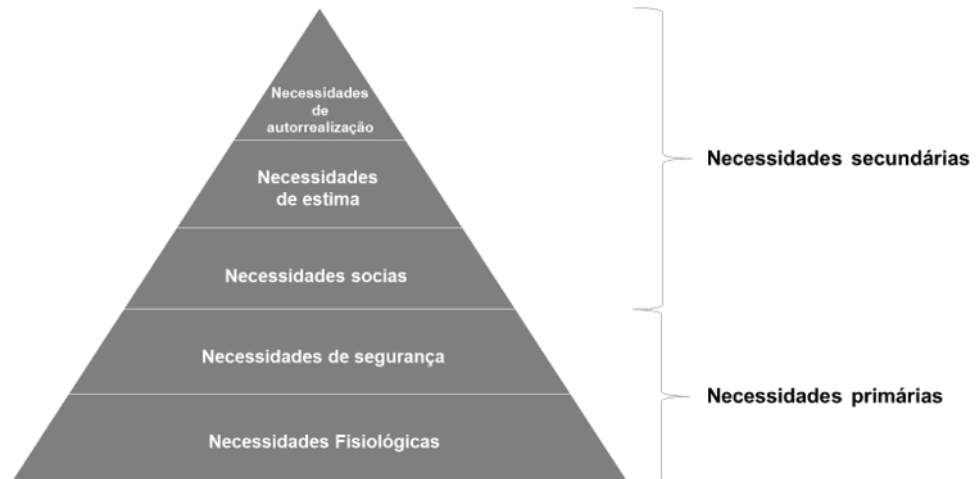 Necessidades
de
autorrealização
Necessidades secundárias
Necessidades
de estima
Necessidades socias
Necessidades de segurança
Necessidades primárias
Necessidades Fisiológicas